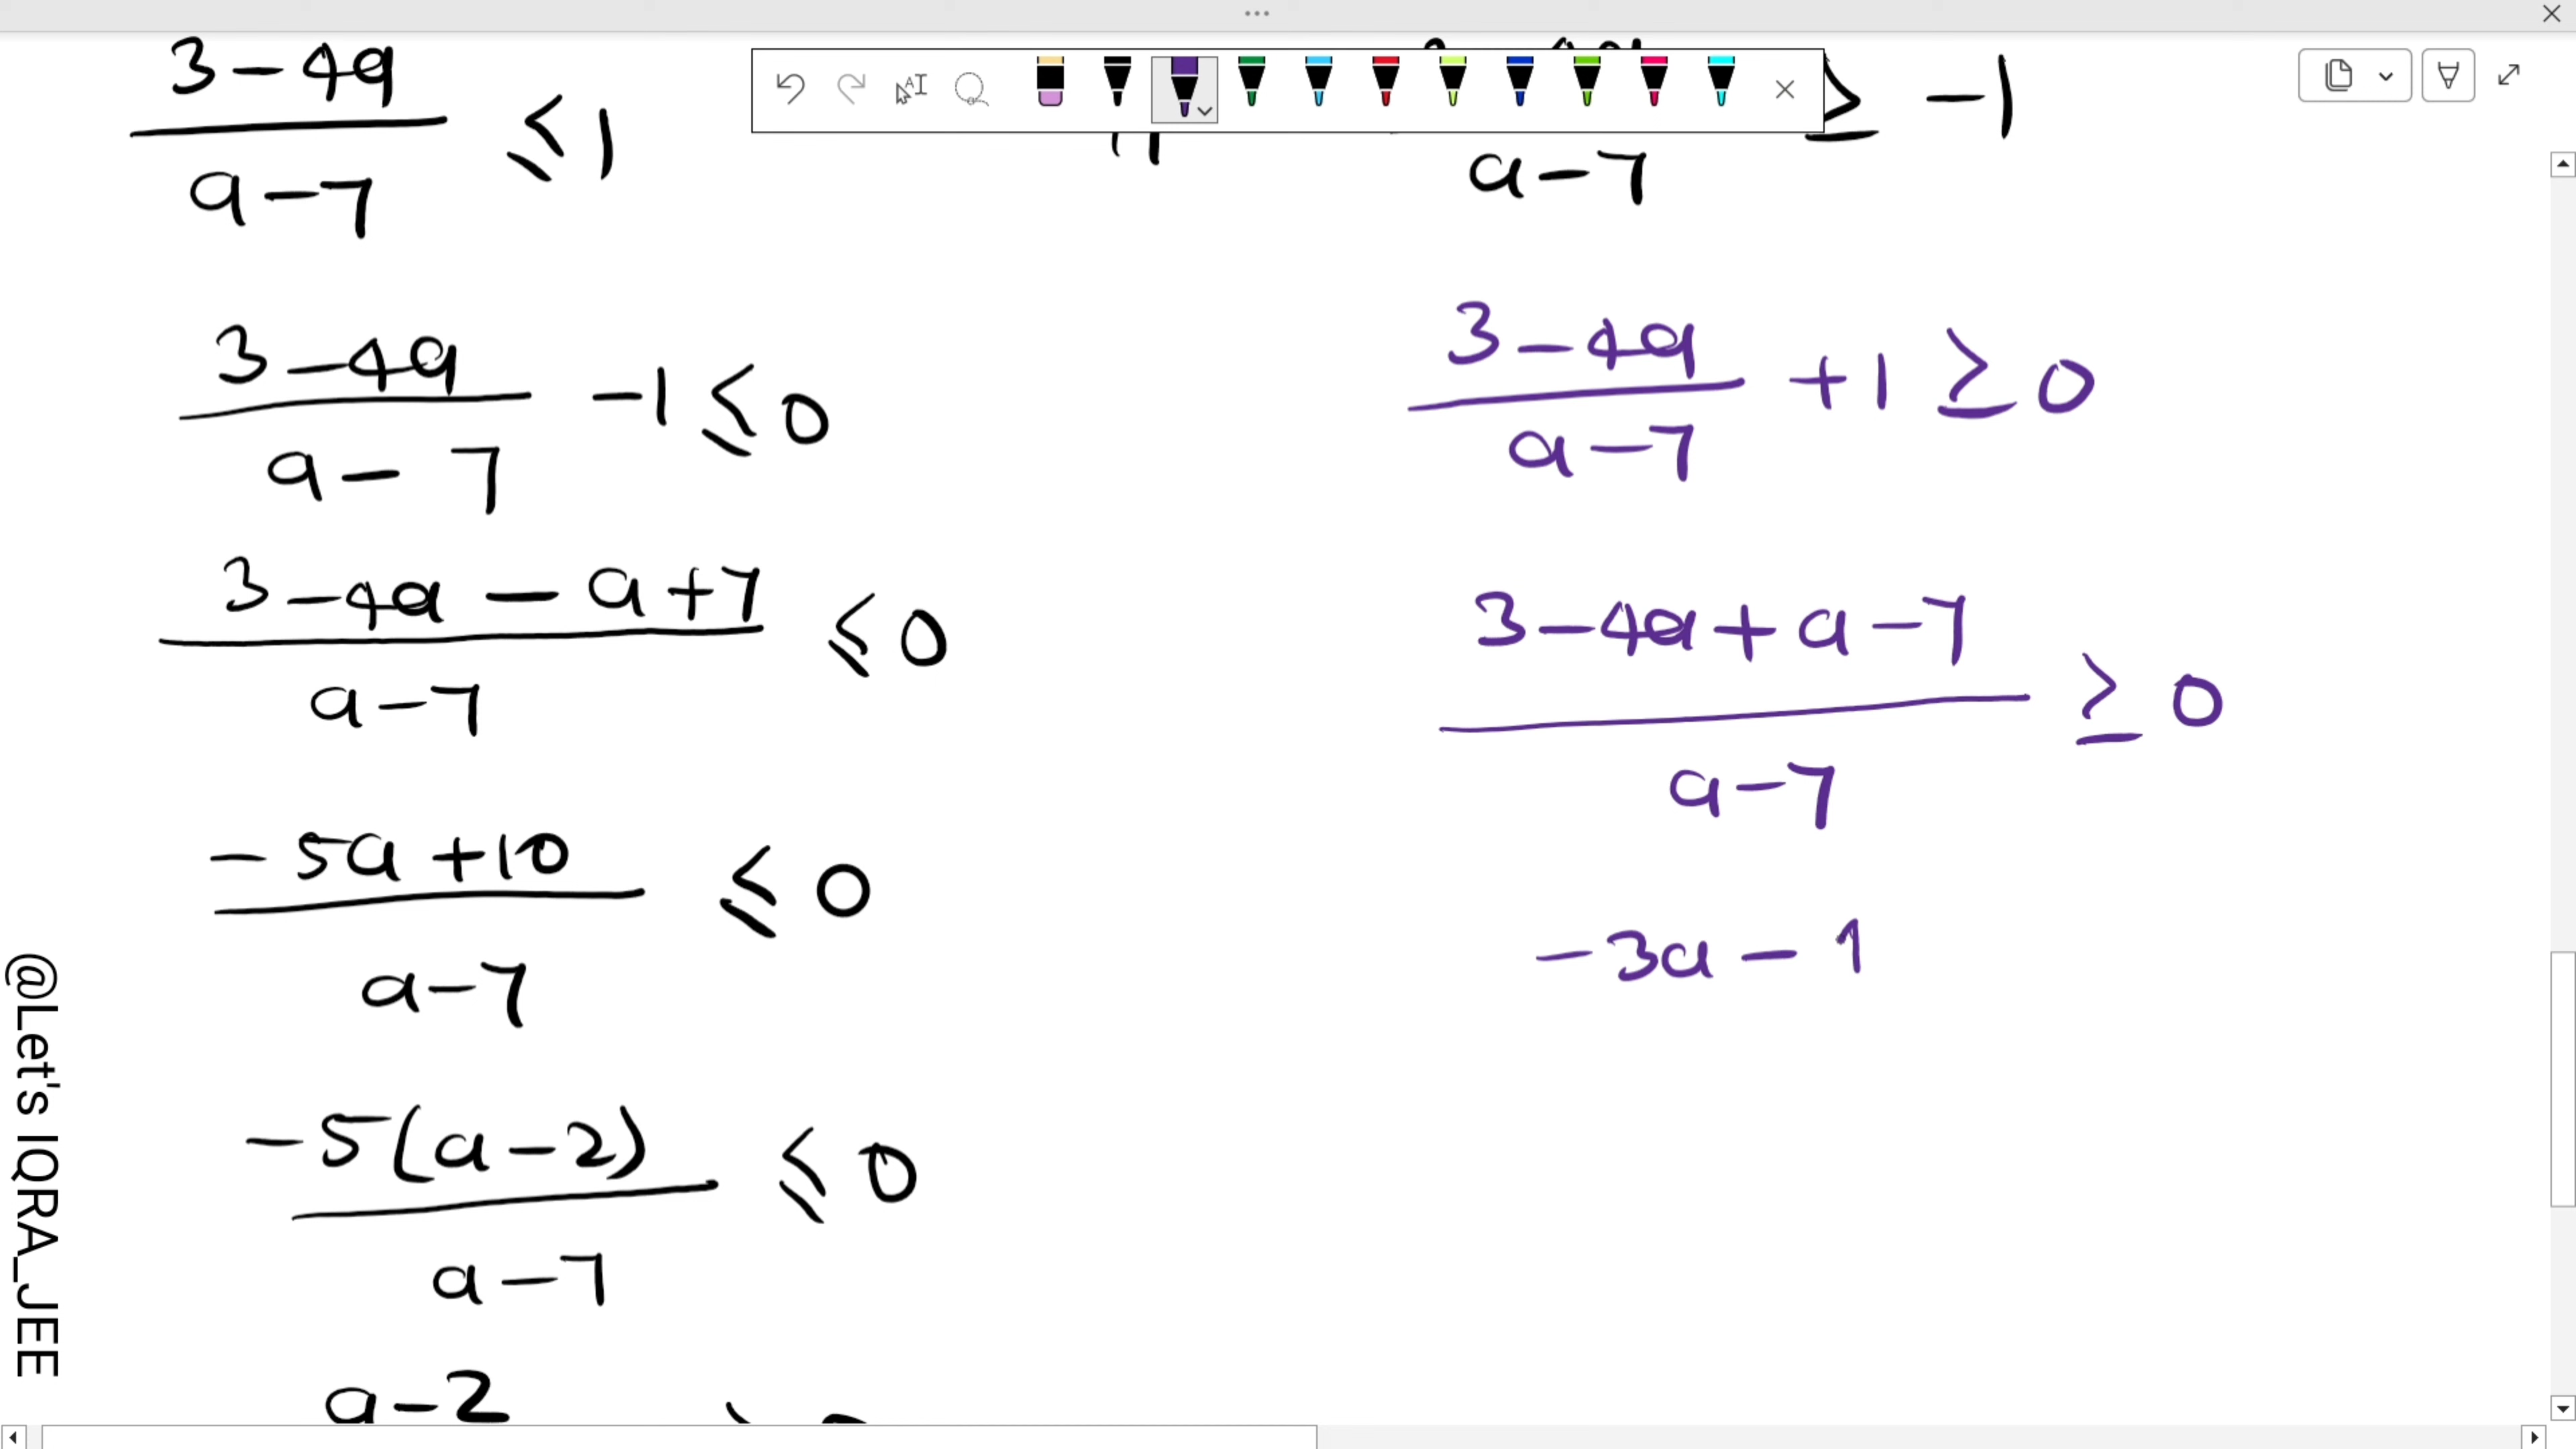 3-4a
a-7
≤1
a-7
≥ -1
3-4a
a-7
-1≤0
3-4a-a+7
a-7
≤0
-5a+10
a-7
≤0
-5(a-2)
a-7
≤0
a-2
3-4a
a-7
+1≥0
3-4a+a-7
a-7
≥0
-3a-1
@Let's IQRA_JEE